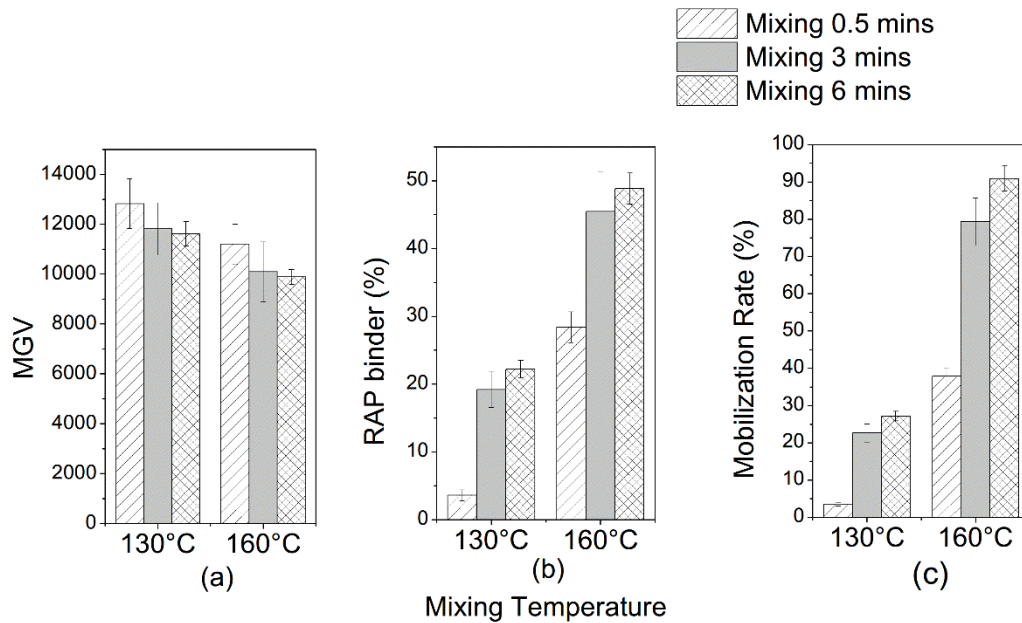 Mixing 0.5 mins
Mixing 3 mins
Mixing 6 mins
MGV
14000
12000
10000
8000
6000
4000
2000
0
130°C 160°C
(a)
RAP binder (%)
50
40
30
20
10
0
130°C 160°C
(b)
Mobilization Rate (%)
100
90
80
70
60
50
40
30
20
10
0
130°C 160°C
(c)
Mixing Temperature